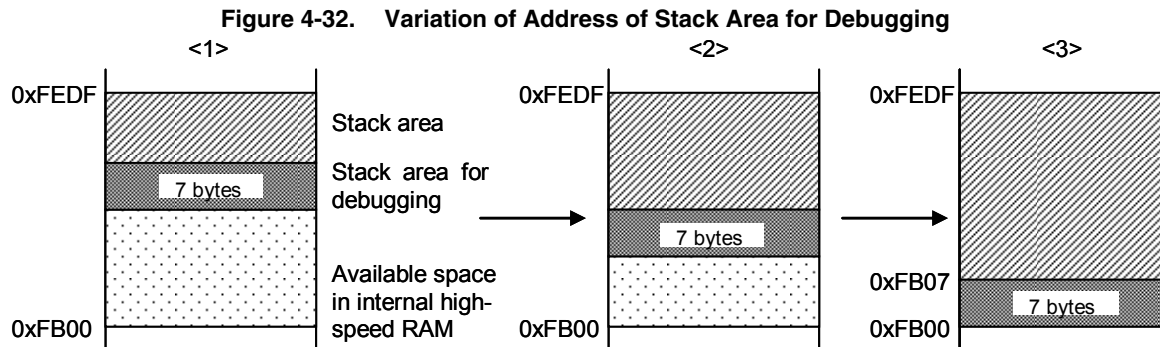 Figure 4-32. Variation of Address of Stack Area for Debugging
<1>
<2>
<3>
0xFEDF
Stack area
Stack area for
debugging
7 bytes
Available space
in internal high-
speed RAM
0xFB00
0xFEDF
7 bytes
0xFB00
0xFEDF
0xFB07
7 bytes
0xFB00